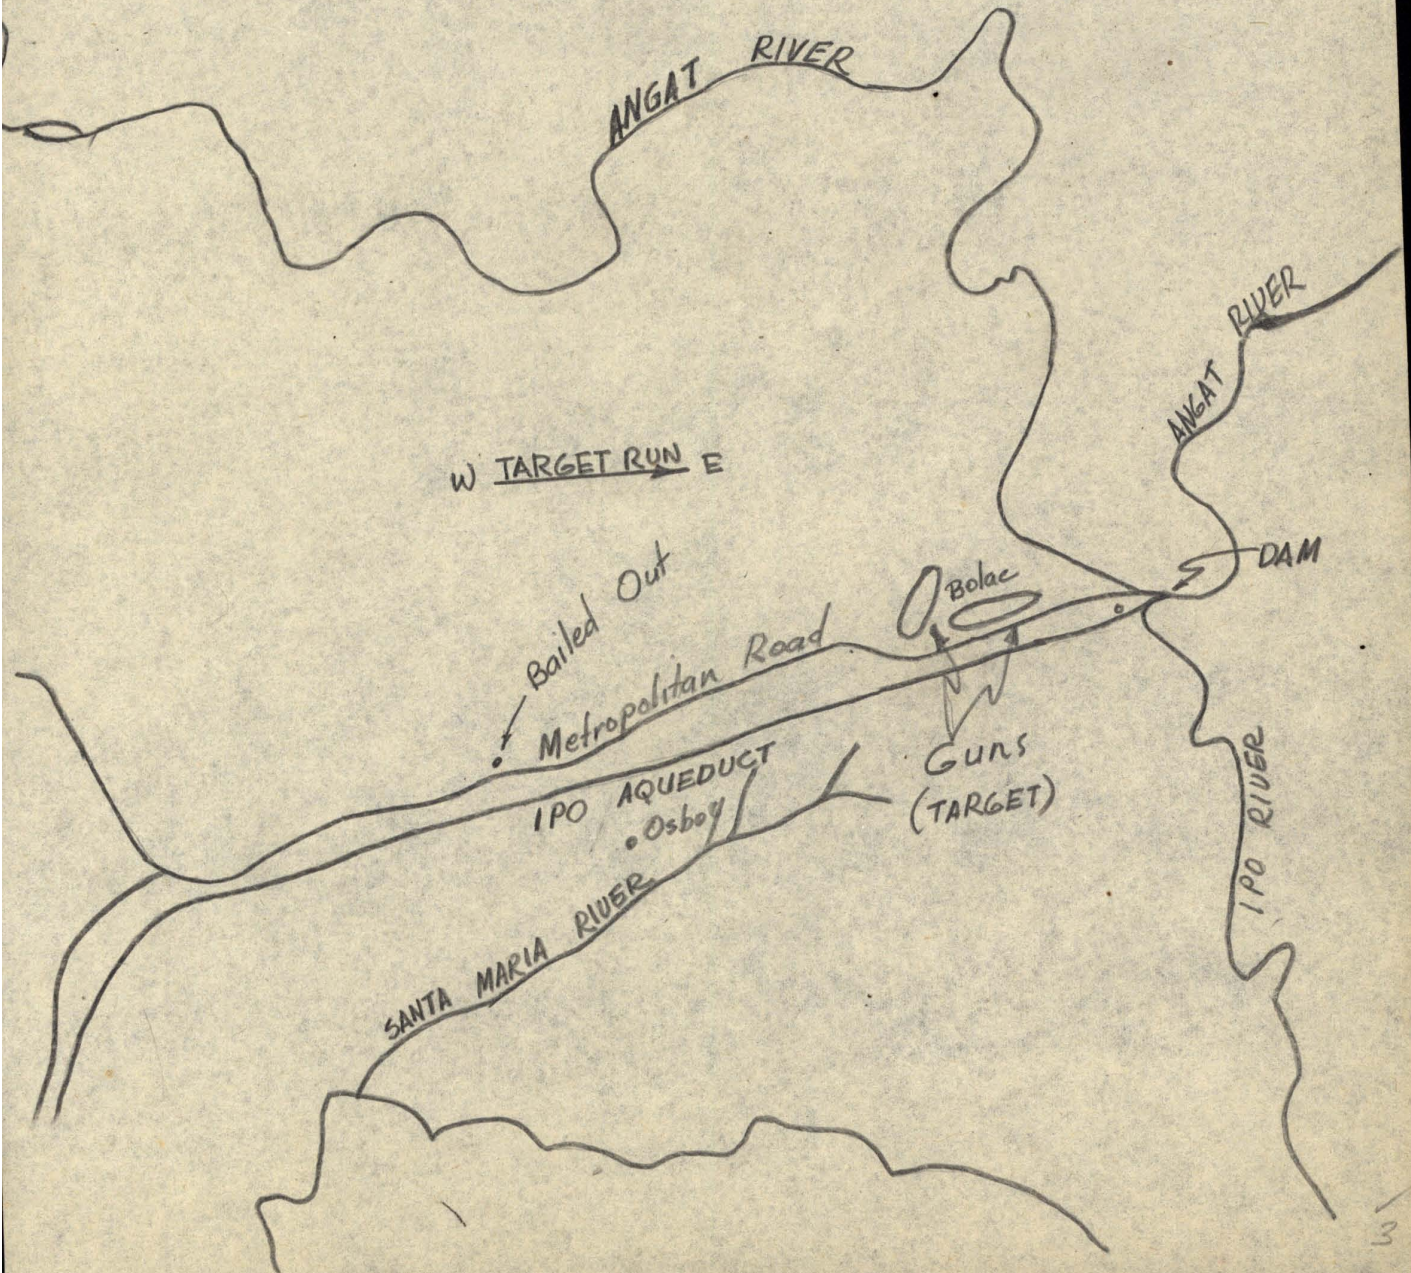 ANGAT RIVER
ANGAT RIVER
W TARGET RUN E
DAM
Bolac
Bailed Out
Metropolitan Road
IPO AQUEDUCT
Guns
(TARGET)
Osboy
IPO RIVER
SANTA MARIA RIVER
3